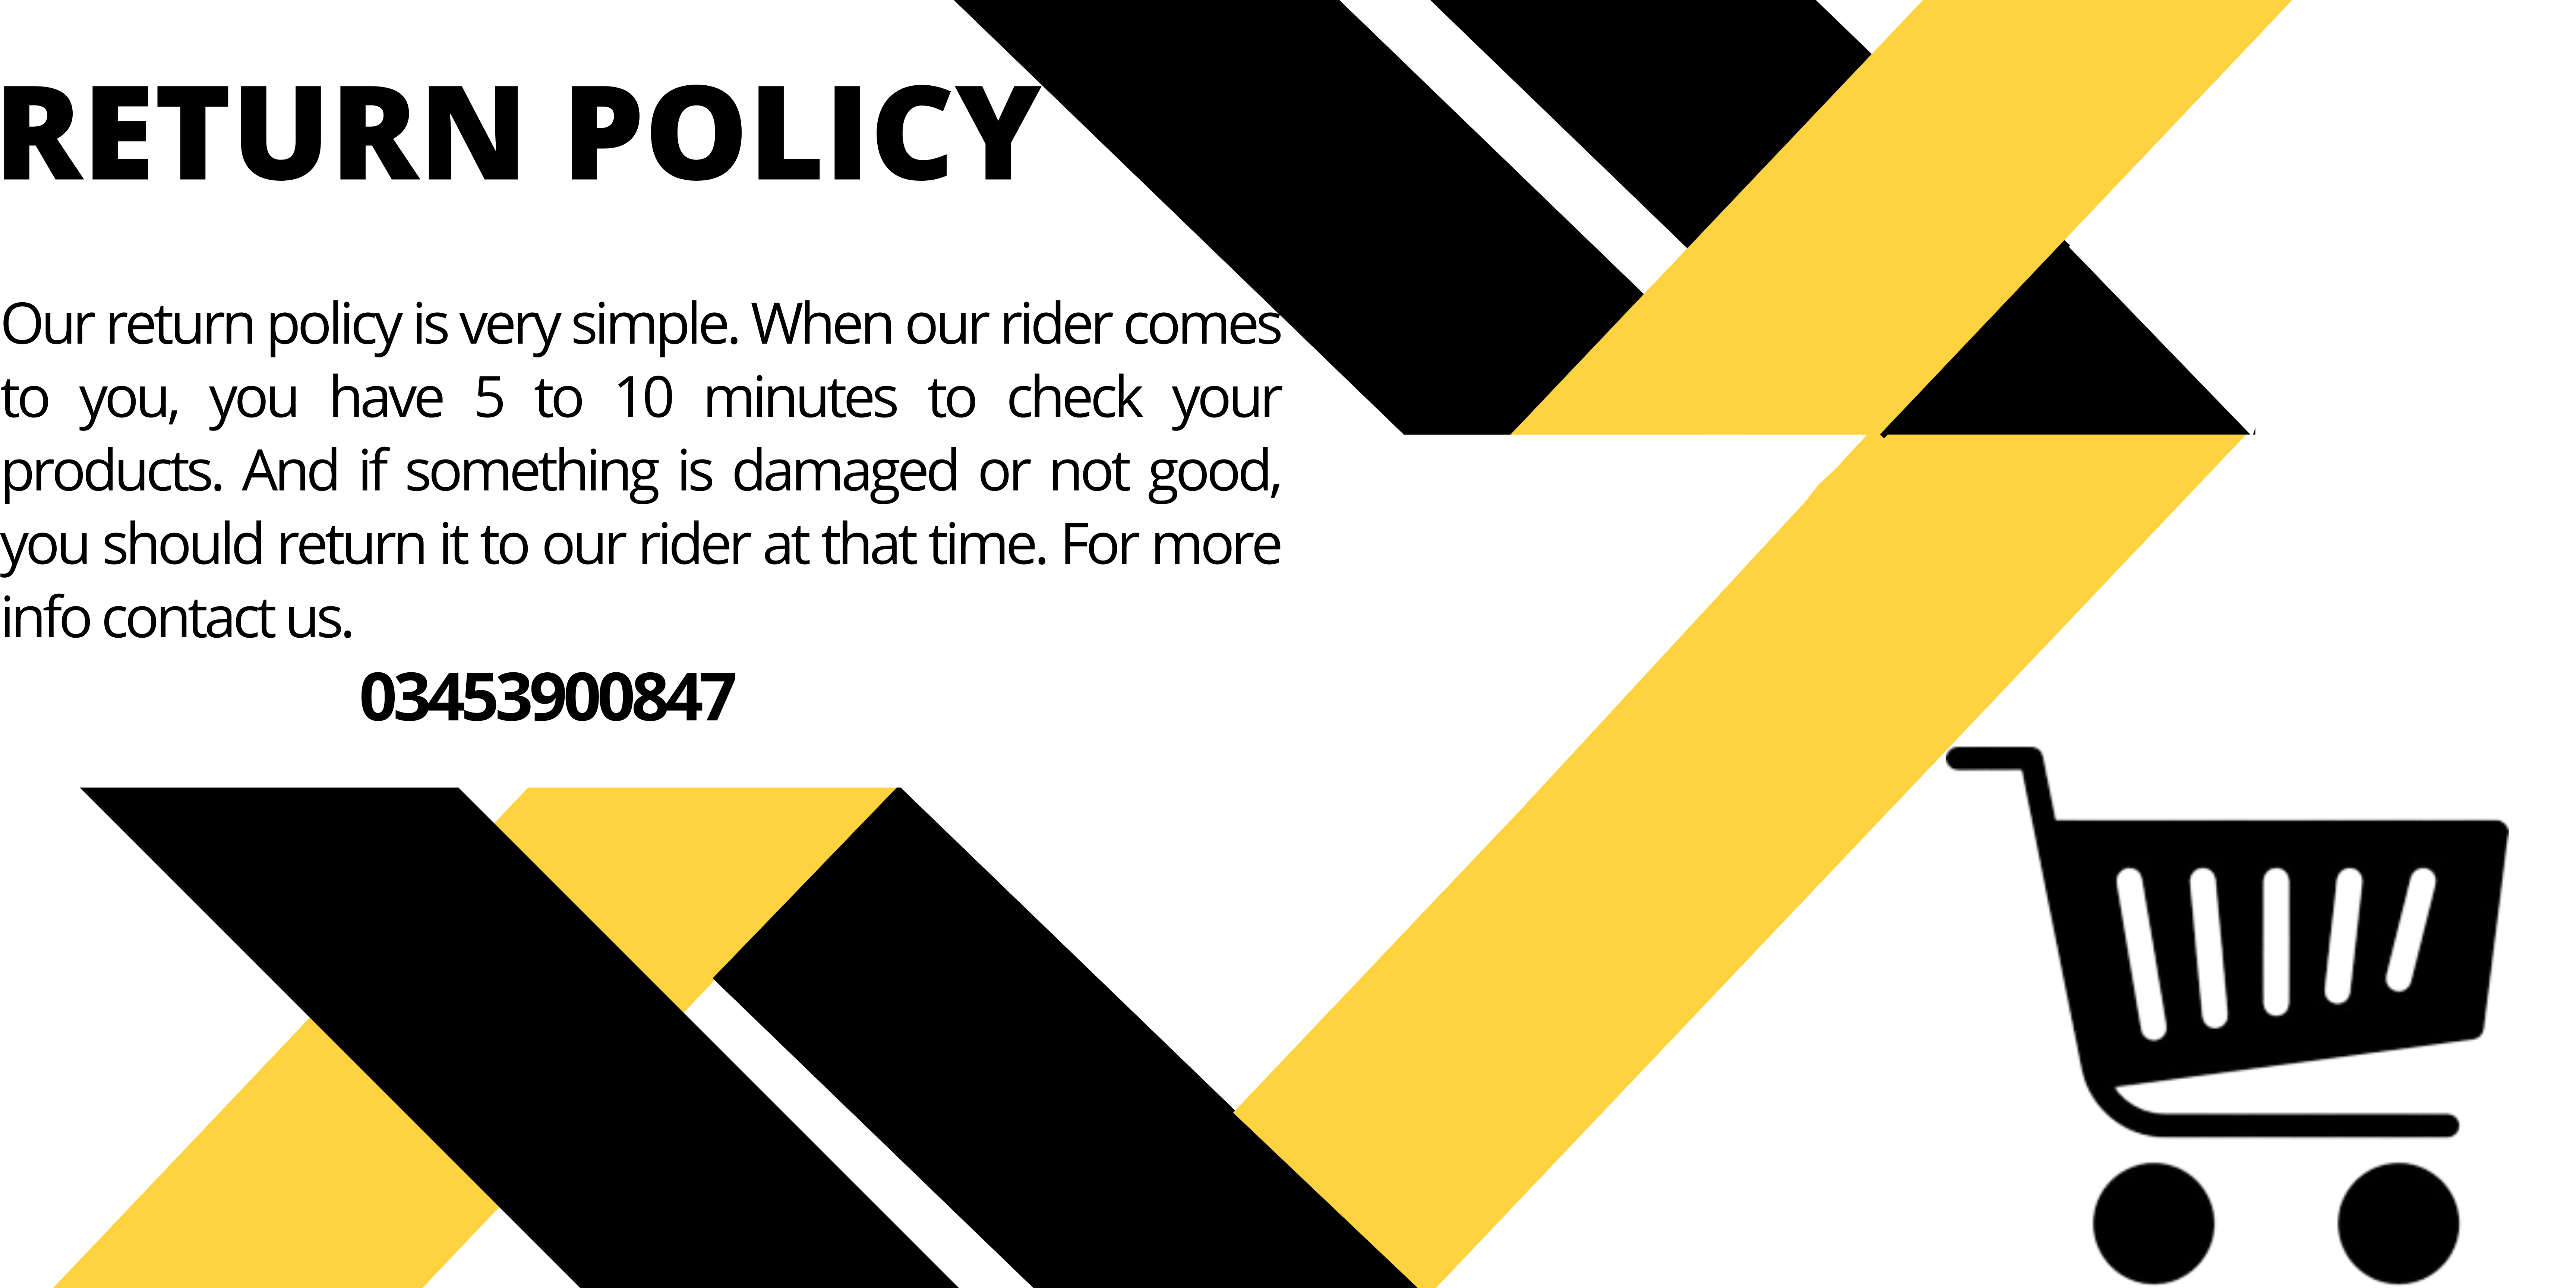 RETURN POLICY
Our return policy is very simple. When our rider comes
to you, you have 5 to 10 minutes to check your
products. And if something is damaged or not good,
you should return it to our rider at that time. For more
info contact us.
03453900847